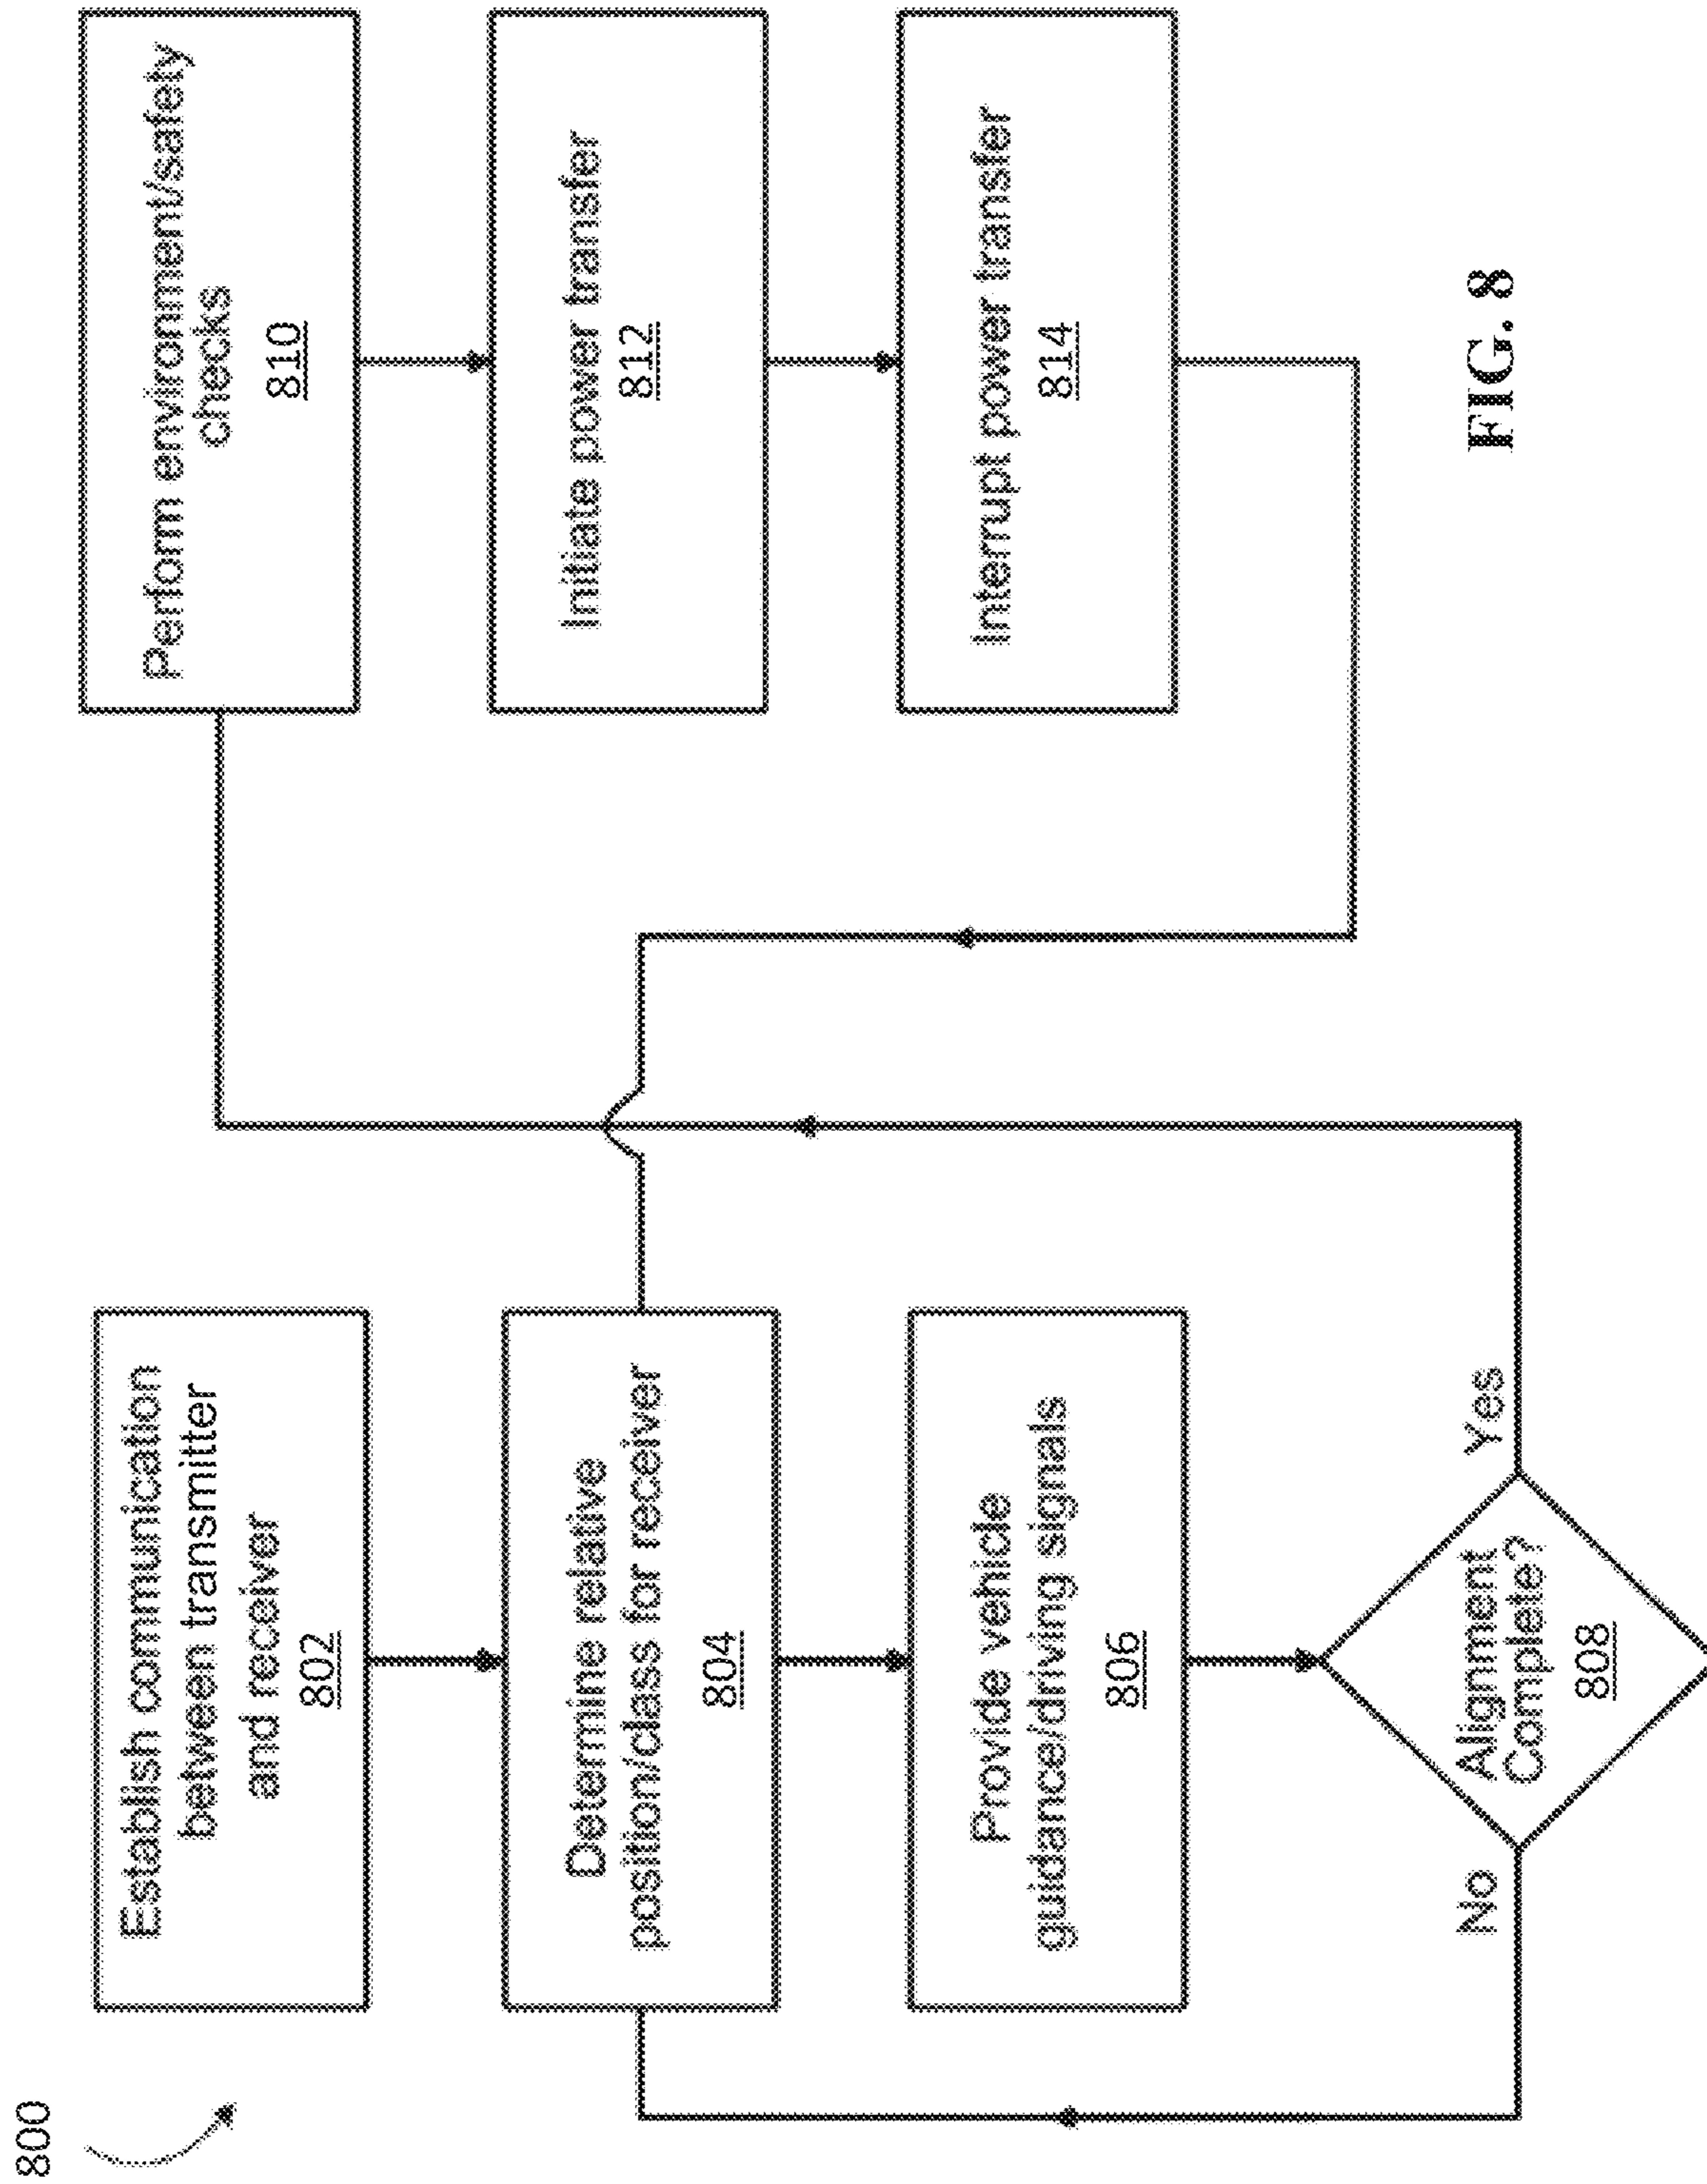 800
Establish communication
between transmitter
and receiver
802
Determine relative
position/class for receiver
804
Provide vehicle
guidance/driving signals
806
Alignment
Complete?
808
No
Yes
Perform environment/safety
checks
810
Initiate power transfer
812
Interrupt power transfer
814
FIG. 8